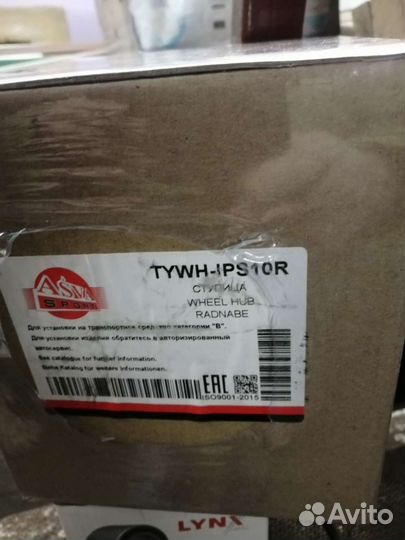 ASVA
SPORT
TYWH-IPS10R
СТУПИЦА
WHEEL HUB
RADNABE
Для установки на транспортное средство категории "В".
Для установки изделия обратитесь в авторизированный
автосервис.
See catalogue for further information.
Siehe Katalog für weitere Informationen.
EAC
ISO9001-2015
LYNX
Avito